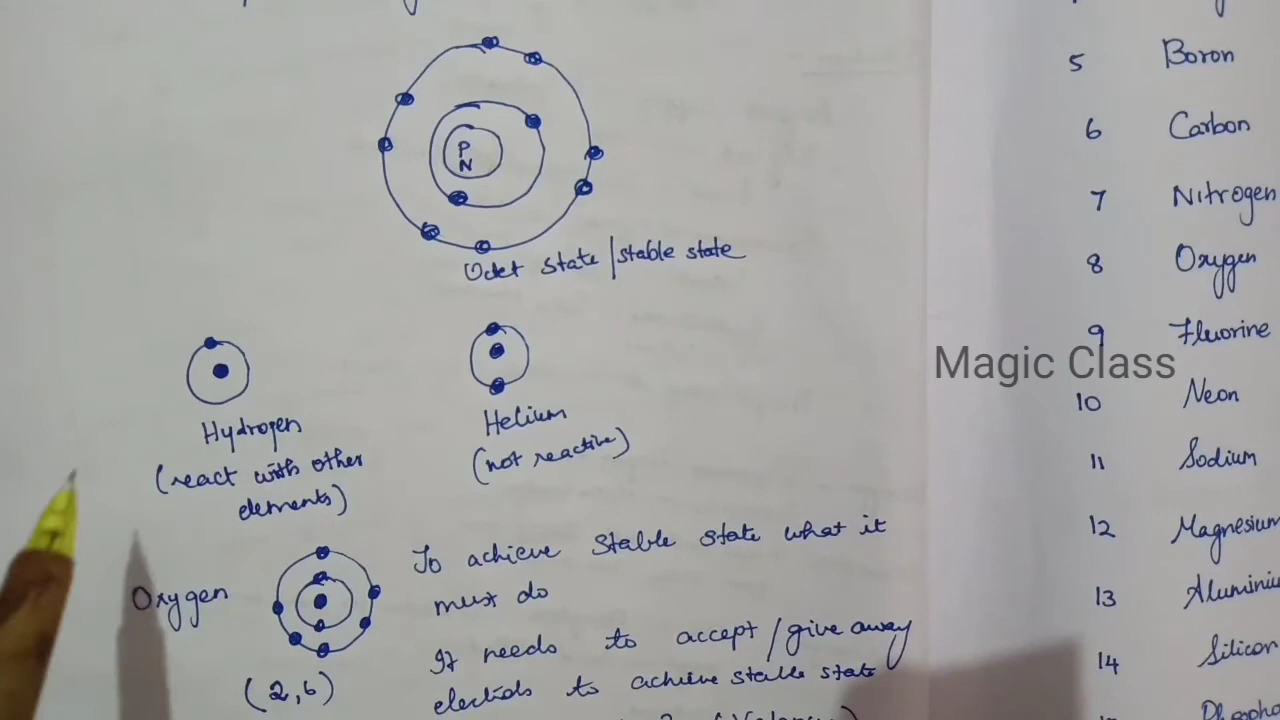 P
N
Octet state/stable state
Hydrogen
(react with other
elements)
Helium
(not reactive)
Oxygen
(2,6)
To achieve stable state what it
must do
It needs to accept/give away
electrons to achieve stable state
5 Boron
6 Carbon
7 Nitrogen
8 Oxygen
9 Fluorine
Magic Class
10 Neon
11 Sodium
12 Magnesium
13 Aluminiu
14 Silicon